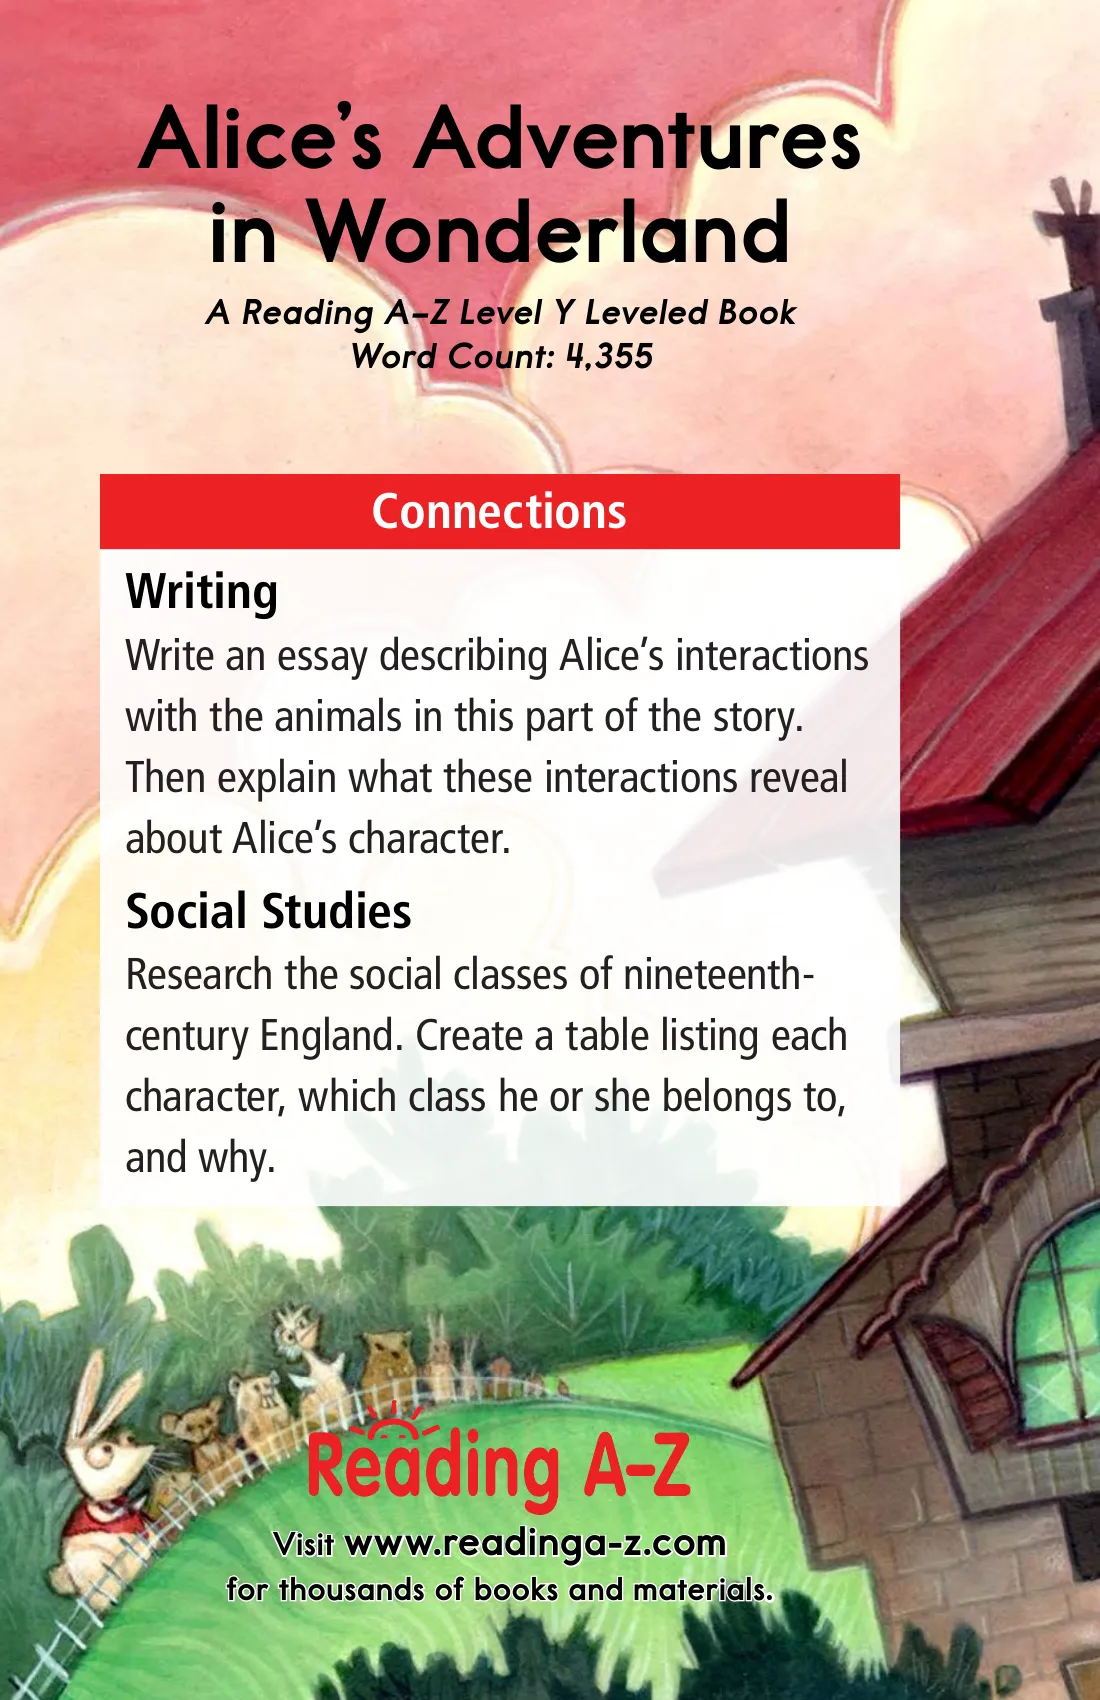 Alice’s Adventures
in Wonderland
A Reading A–Z Level Y Leveled Book
Word Count: 4,355
Connections
Writing
Write an essay describing Alice’s interactions
with the animals in this part of the story.
Then explain what these interactions reveal
about Alice’s character.
Social Studies
Research the social classes of nineteenth-
century England. Create a table listing each
character, which class he or she belongs to,
and why.
Reading A–Z
Visit www.readinga-z.com
for thousands of books and materials.